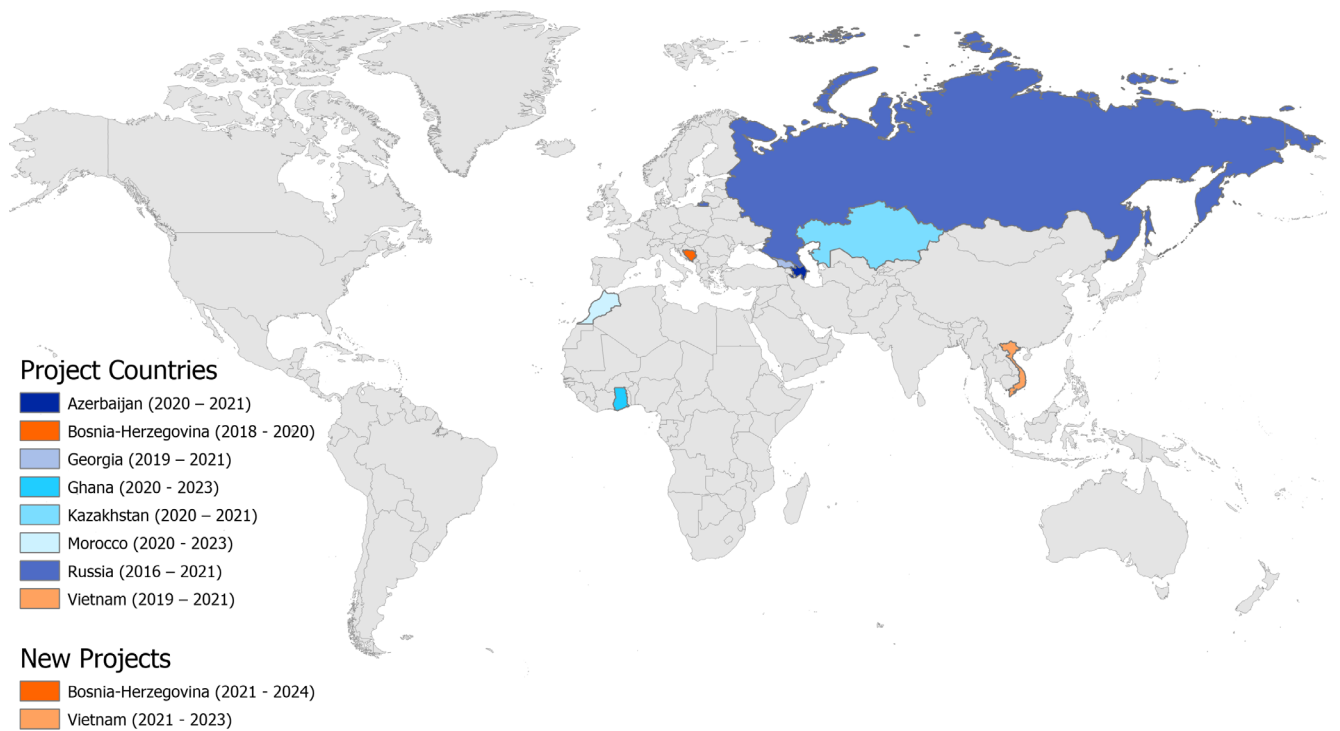 Project Countries
Azerbaijan (2020 – 2021)
Bosnia-Herzegovina (2018 - 2020)
Georgia (2019 – 2021)
Ghana (2020 - 2023)
Kazakhstan (2020 – 2021)
Morocco (2020 - 2023)
Russia (2016 – 2021)
Vietnam (2019 – 2021)
New Projects
Bosnia-Herzegovina (2021 - 2024)
Vietnam (2021 - 2023)